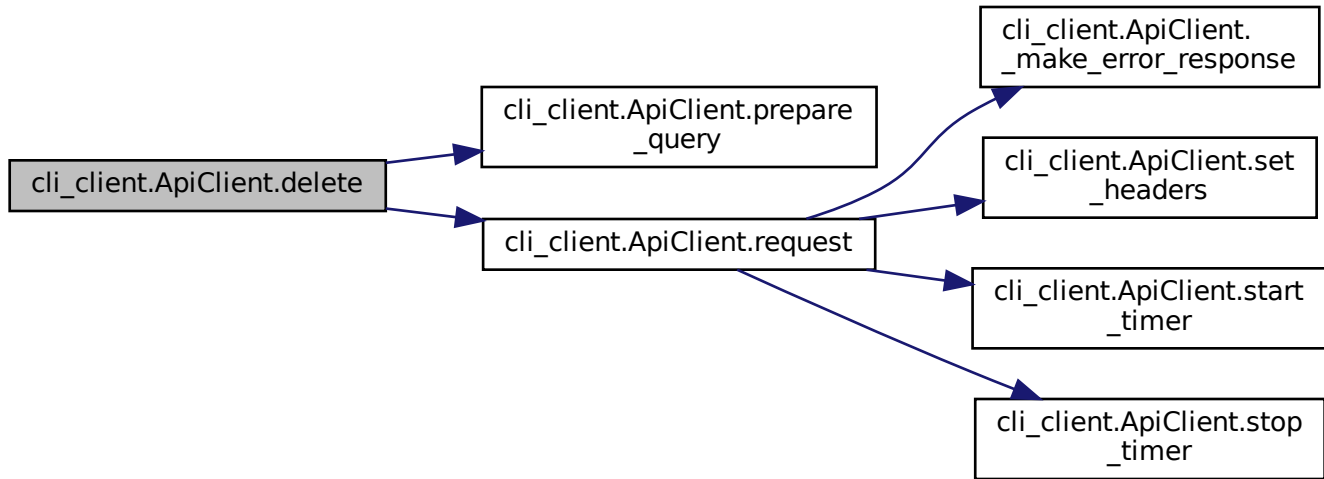 cli_client.ApiClient.delete
cli_client.ApiClient.prepare
_query
cli_client.ApiClient.request
cli_client.ApiClient.
_make_error_response
cli_client.ApiClient.set
_headers
cli_client.ApiClient.start
_timer
cli_client.ApiClient.stop
_timer